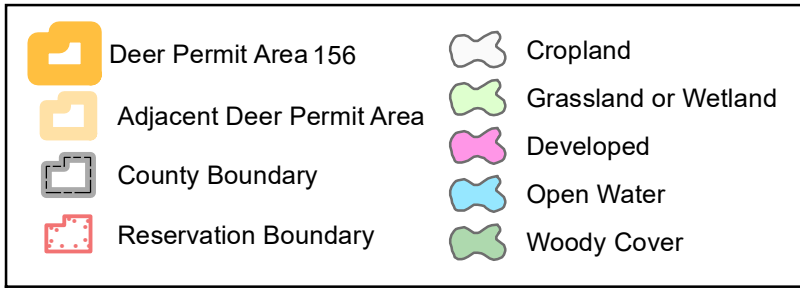 Deer Permit Area 156
Adjacent Deer Permit Area
County Boundary
Reservation Boundary
Cropland
Grassland or Wetland
Developed
Open Water
Woody Cover